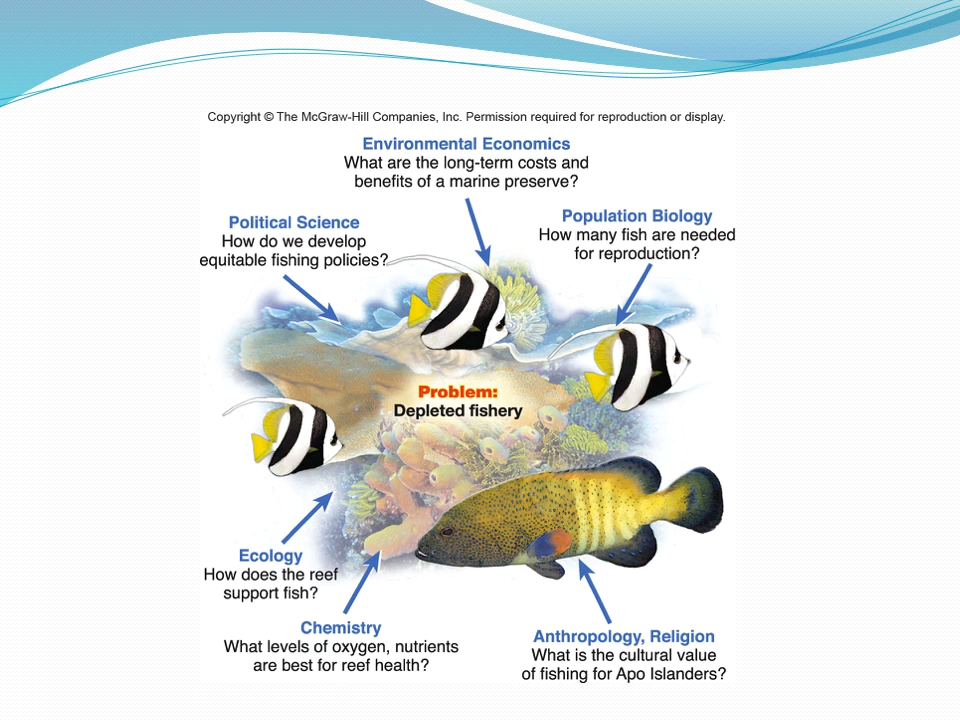 Copyright © The McGraw-Hill Companies, Inc. Permission required for reproduction or display.
Environmental Economics
What are the long-term costs and
benefits of a marine preserve?
Political Science
How do we develop
equitable fishing policies?
Population Biology
How many fish are needed
for reproduction?
Problem:
Depleted fishery
Ecology
How does the reef
support fish?
Chemistry
What levels of oxygen, nutrients
are best for reef health?
Anthropology, Religion
What is the cultural value
of fishing for Apo Islanders?